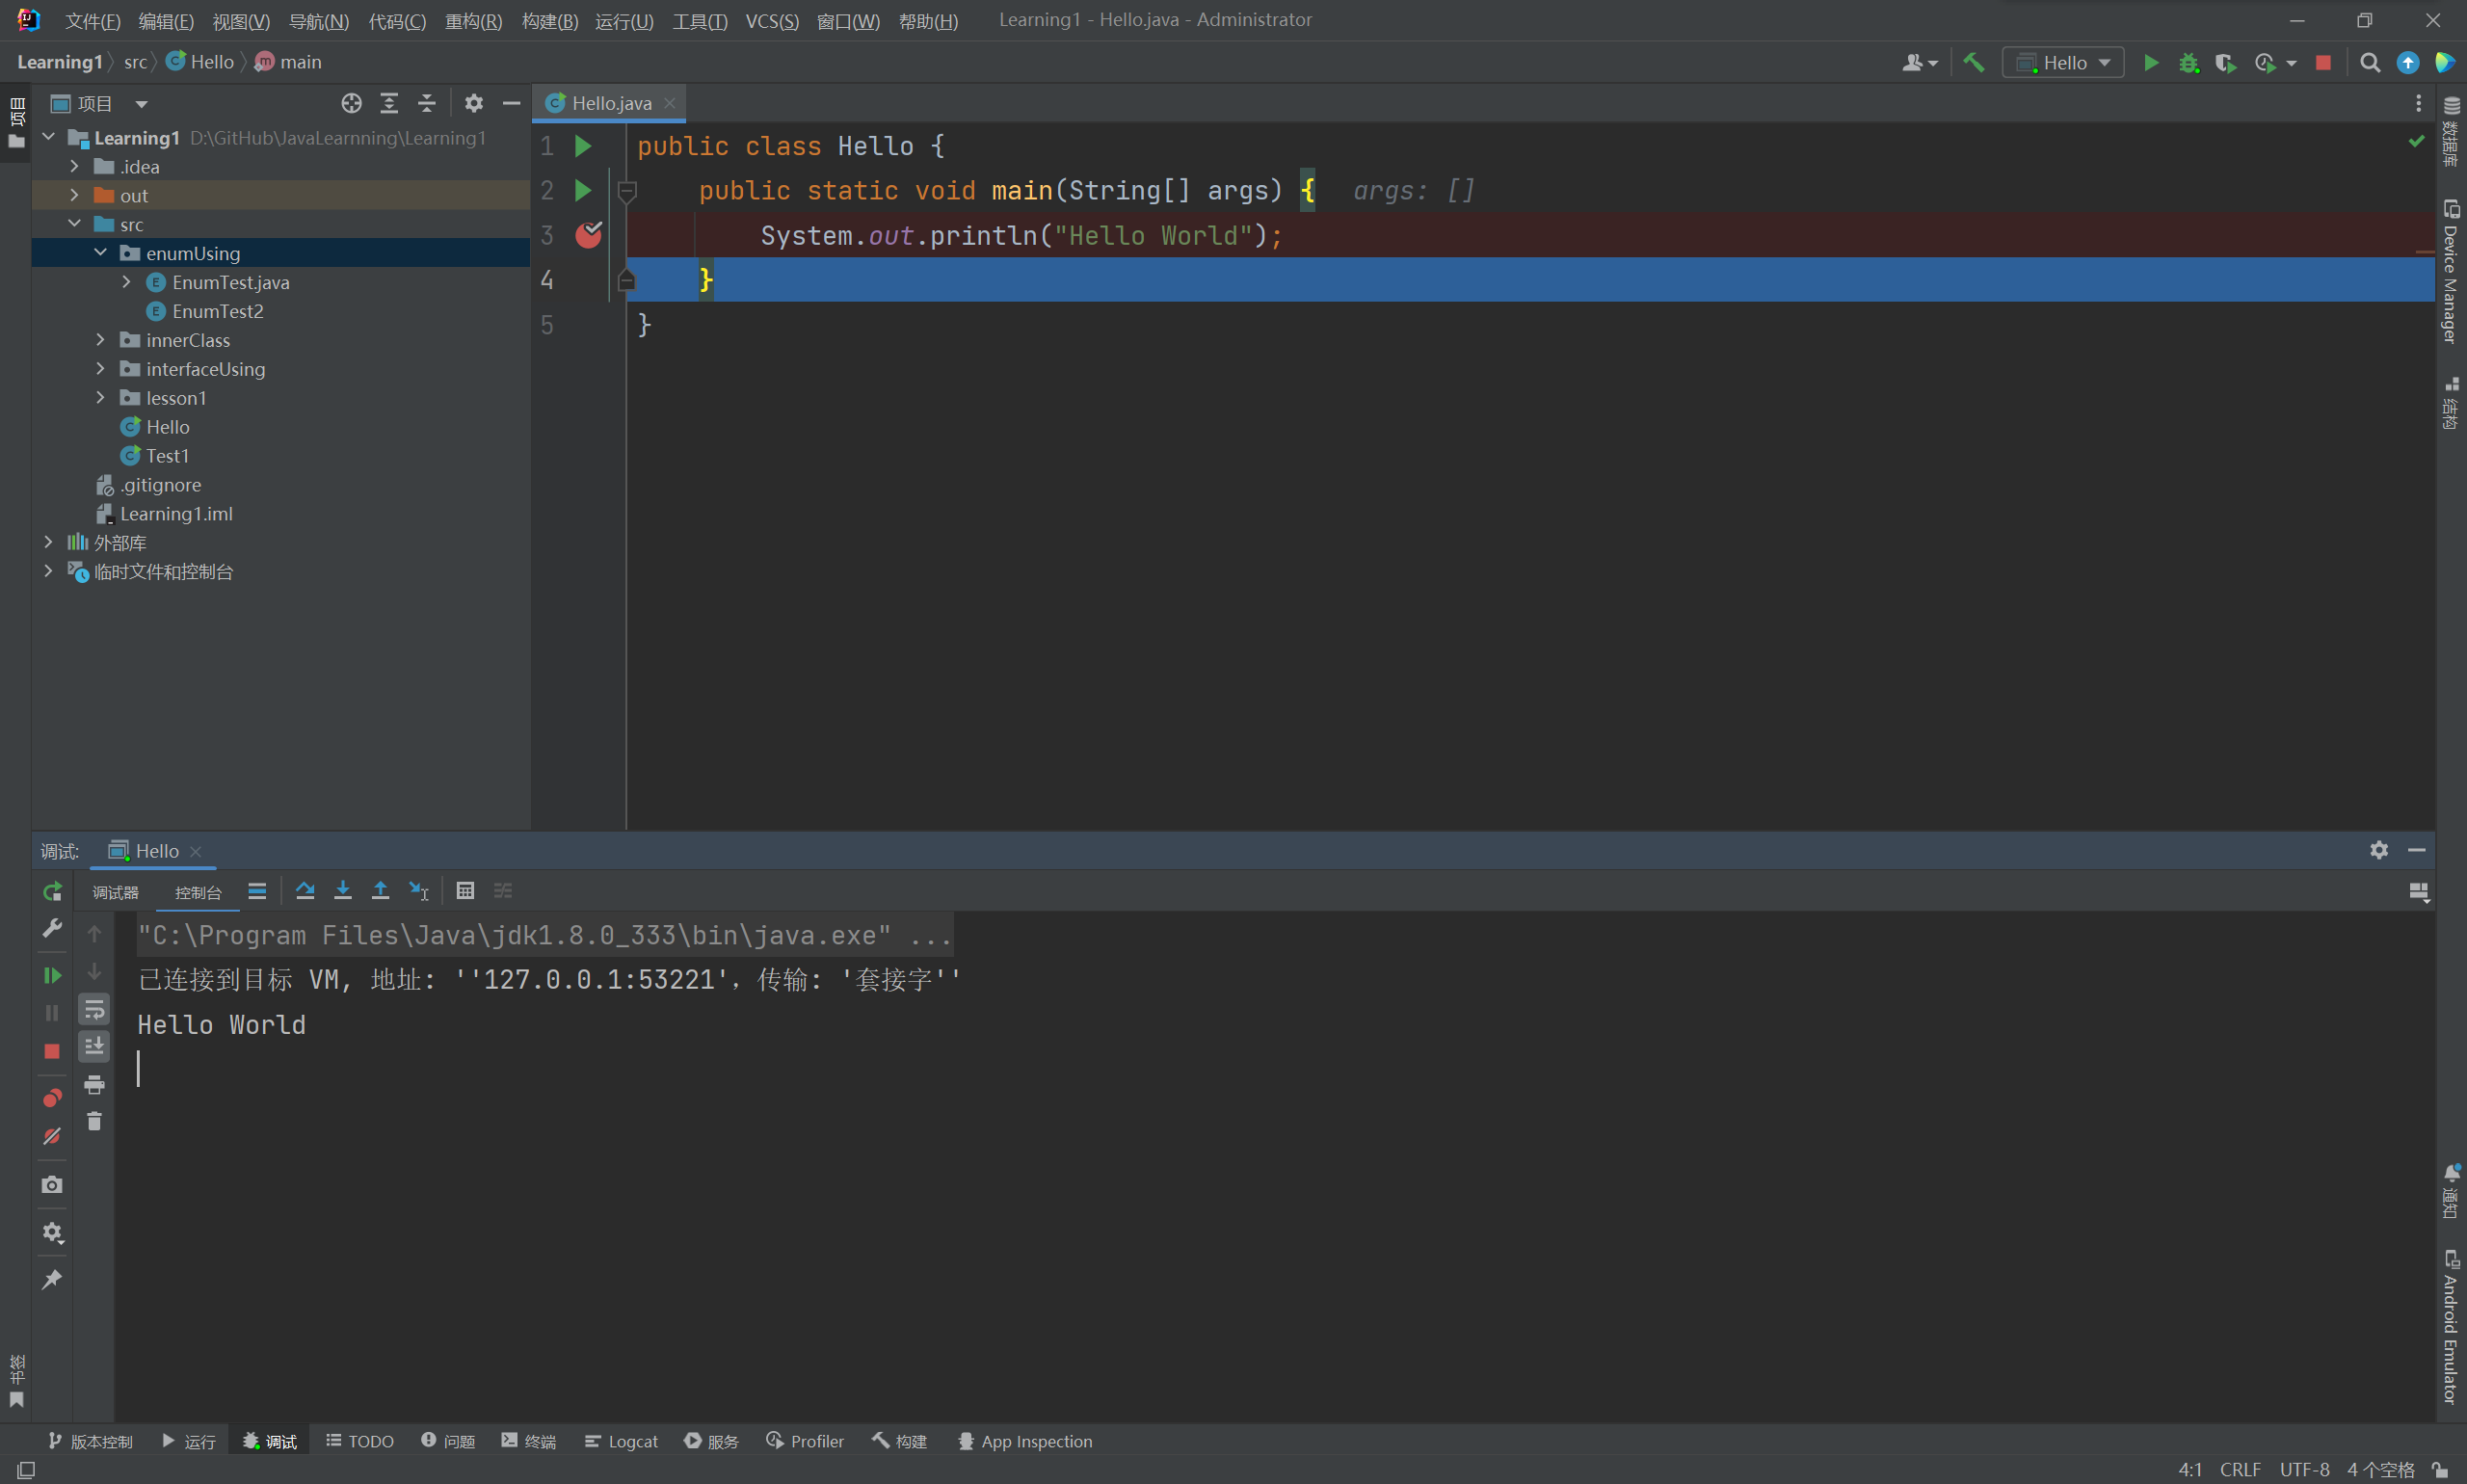 文件(F) 编辑(E) 视图(V) 导航(N) 代码(C) 重构(R) 构建(B) 运行(U) 工具(T) VCS(S) 窗口(W) 帮助(H) Learning1 - Hello.java - Administrator
Learning1 src Hello main
Hello
项目
项目
Learning1 D:\GitHub\JavaLearnning\Learning1
.idea
out
src
enumUsing
EnumTest.java
EnumTest2
innerClass
interfaceUsing
lesson1
Hello
Test1
.gitignore
Learning1.iml
外部库
临时文件和控制台
Hello.java
1 public class Hello {
2 public static void main(String[] args) { args: []
3 System.out.println("Hello World");
4 }
5 }
数据库
Device Manager
结构
通知
Android Emulator
调试: Hello
调试器 控制台
"C:\Program Files\Java\jdk1.8.0_333\bin\java.exe" ...
已连接到目标 VM, 地址: ''127.0.0.1:53221'，传输: '套接字''
Hello World
书签
版本控制 运行 调试 TODO 问题 终端 Logcat 服务 Profiler 构建 App Inspection
4:1 CRLF UTF-8 4 个空格